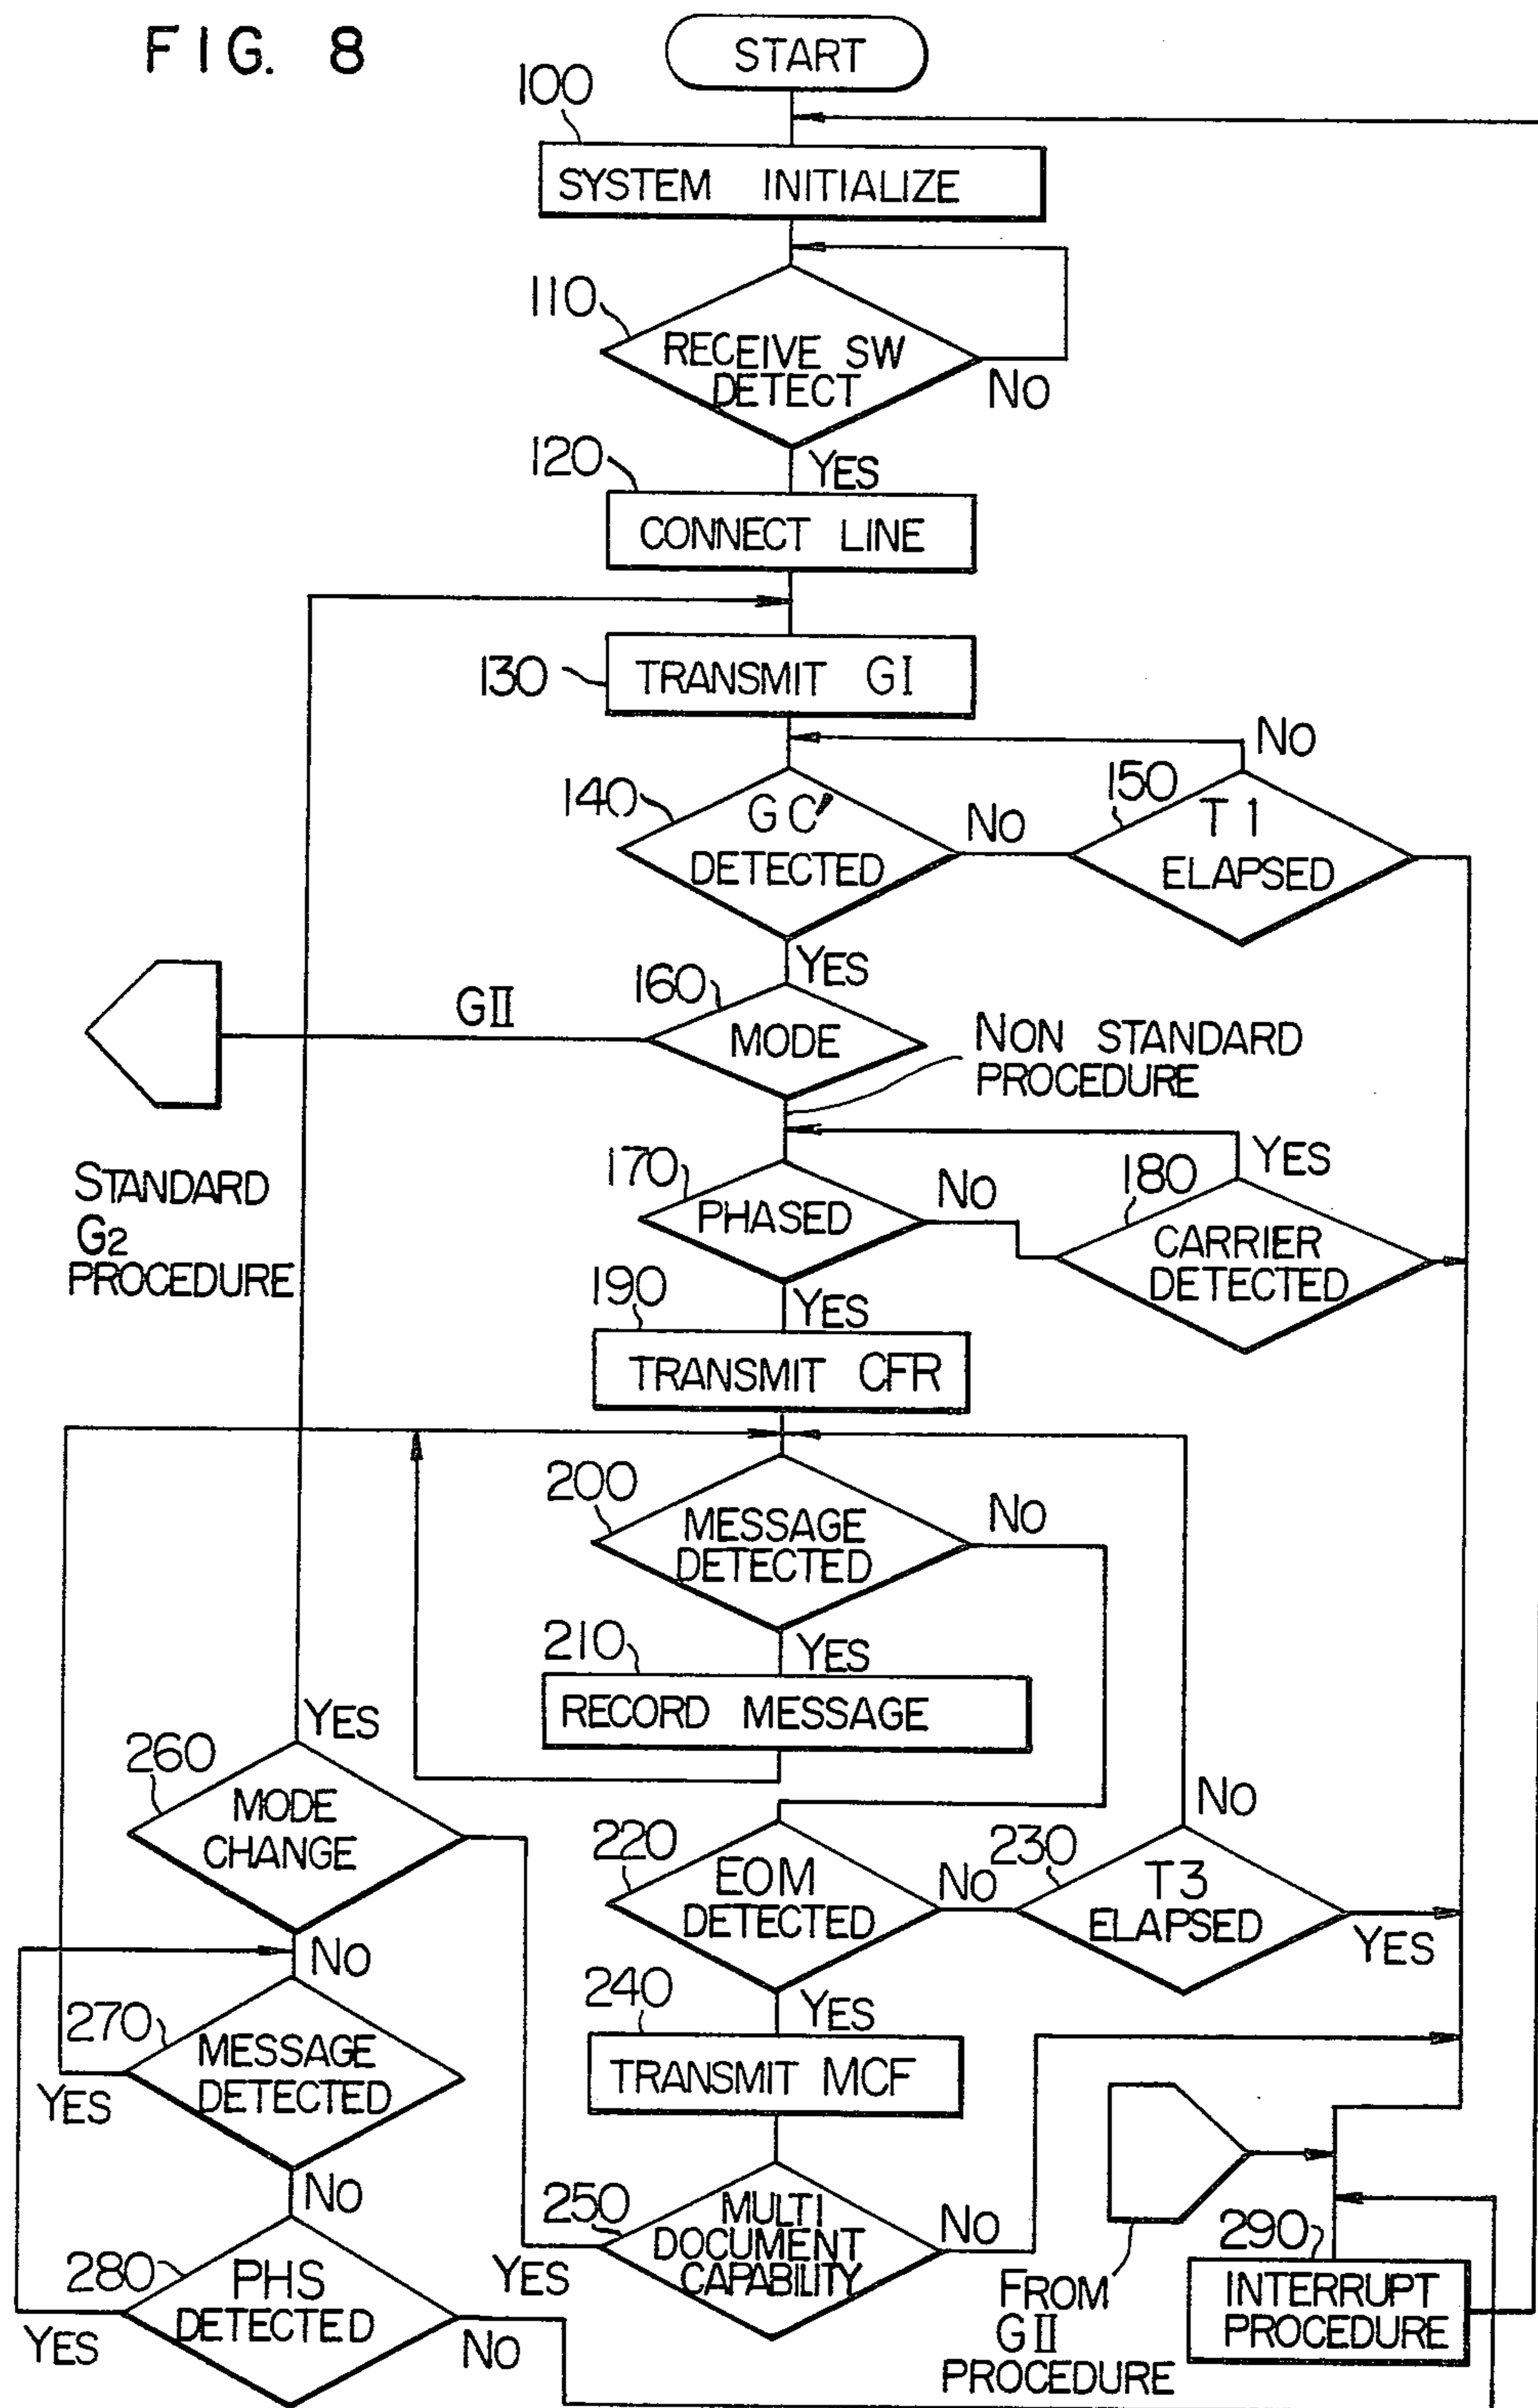 FIG. 8
START
100
SYSTEM INITIALIZE
110
RECEIVE SW
DETECT
NO
YES
120
CONNECT LINE
130
TRANSMIT GI
NO
140
GC'
DETECTED
NO
150
T1
ELAPSED
YES
160
MODE
GII
NON STANDARD
PROCEDURE
STANDARD
G2
PROCEDURE
170
PHASED
NO
YES
180
CARRIER
DETECTED
YES
190
TRANSMIT CFR
200
MESSAGE
DETECTED
NO
YES
210
RECORD MESSAGE
YES
260
MODE
CHANGE
NO
NO
220
EOM
DETECTED
NO
230
T3
ELAPSED
YES
YES
240
TRANSMIT MCF
270
MESSAGE
DETECTED
YES
NO
250
MULTI
DOCUMENT
CAPABILITY
NO
YES
280
PHS
DETECTED
YES
NO
FROM
GII
PROCEDURE
290
INTERRUPT
PROCEDURE